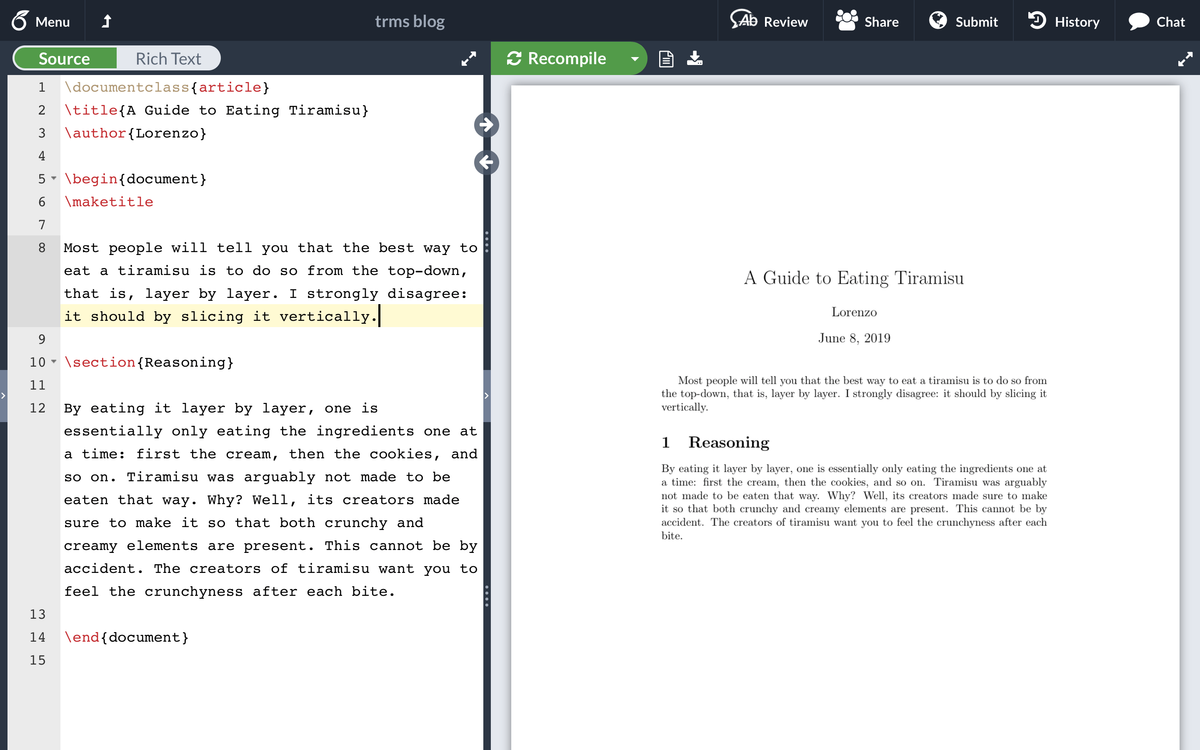 Menu
trms blog
Review
Share
Submit
History
Chat
Source
Rich Text
Recompile
1 \documentclass{article}
2 \title{A Guide to Eating Tiramisu}
3 \author{Lorenzo}
4
5 \begin{document}
6 \maketitle
7
8 Most people will tell you that the best way to
eat a tiramisu is to do so from the top-down,
that is, layer by layer. I strongly disagree:
it should by slicing it vertically.
9
10 \section{Reasoning}
11
12 By eating it layer by layer, one is
essentially only eating the ingredients one at
a time: first the cream, then the cookies, and
so on. Tiramisu was arguably not made to be
eaten that way. Why? Well, its creators made
sure to make it so that both crunchy and
creamy elements are present. This cannot be by
accident. The creators of tiramisu want you to
feel the crunchyness after each bite.
13
14 \end{document}
15
A Guide to Eating Tiramisu
Lorenzo
June 8, 2019
Most people will tell you that the best way to eat a tiramisu is to do so from
the top-down, that is, layer by layer. I strongly disagree: it should by slicing it
vertically.
1 Reasoning
By eating it layer by layer, one is essentially only eating the ingredients one at
a time: first the cream, then the cookies, and so on. Tiramisu was arguably
not made to be eaten that way. Why? Well, its creators made sure to make
it so that both crunchy and creamy elements are present. This cannot be by
accident. The creators of tiramisu want you to feel the crunchyness after each
bite.